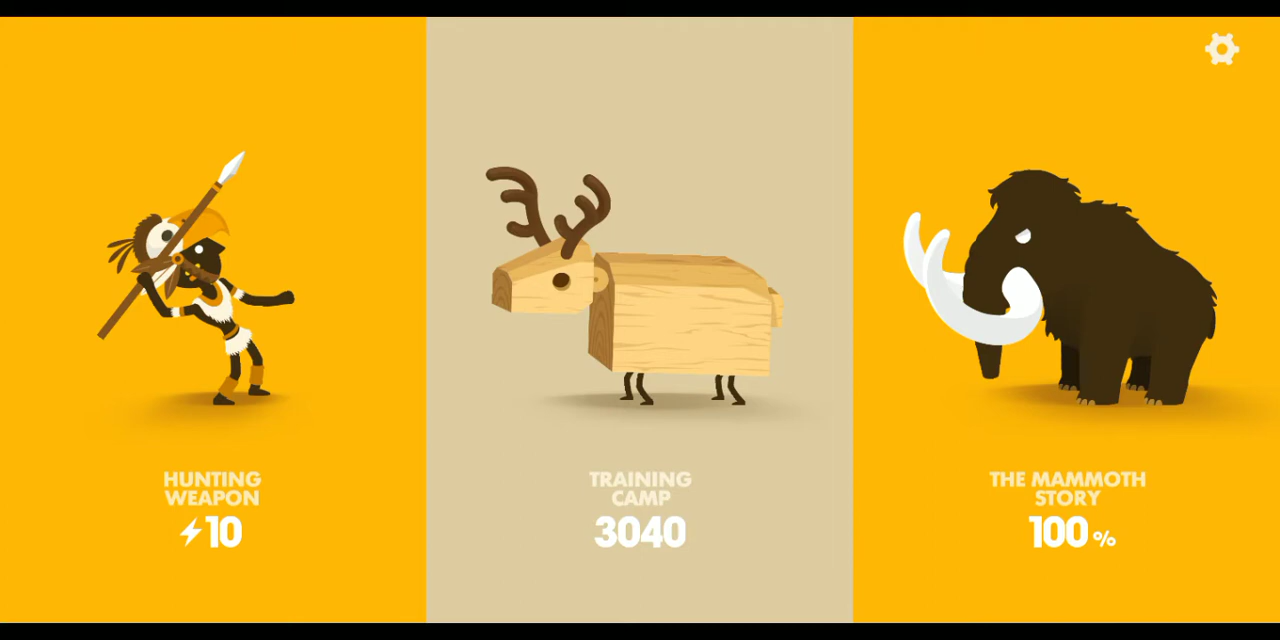 HUNTING
WEAPON
10
TRAINING
CAMP
3040
THE MAMMOTH
STORY
100 %